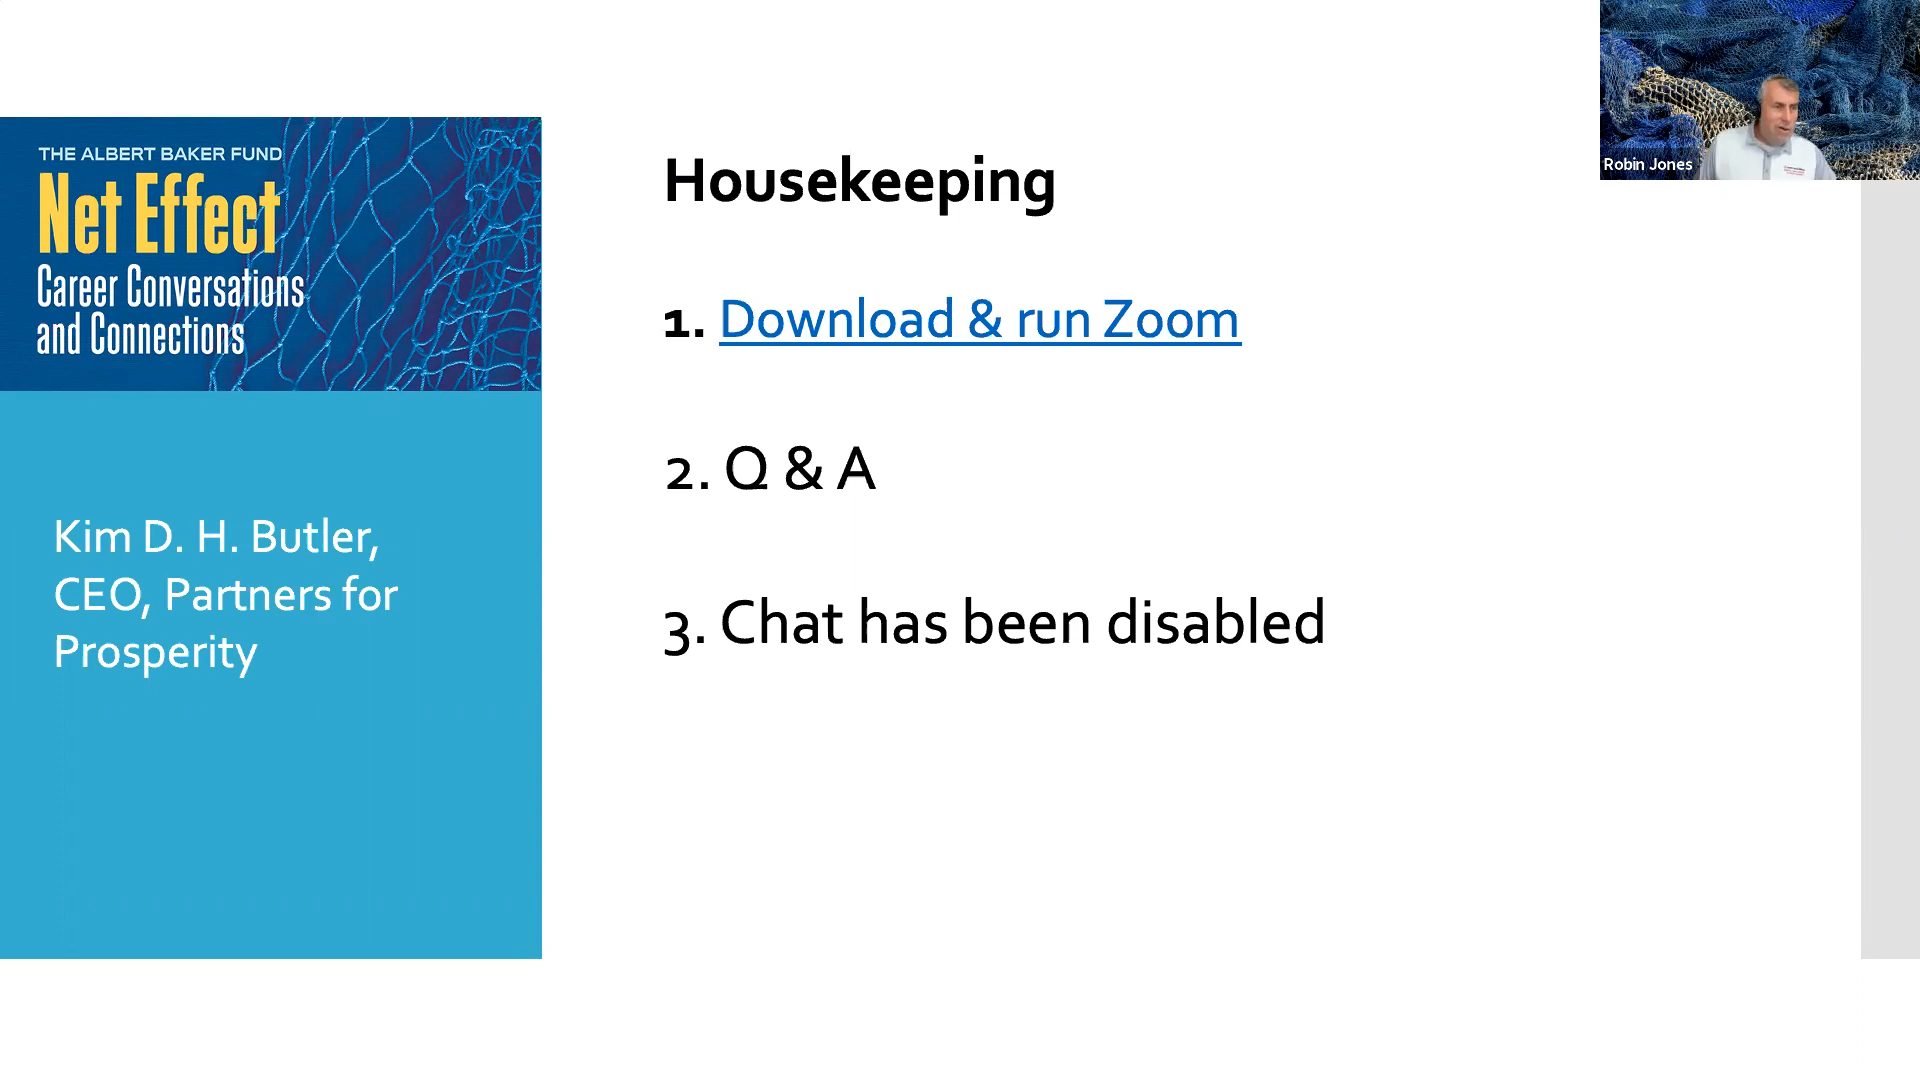 THE ALBERT BAKER FUND
Net Effect
Career Conversations
and Connections
Kim D. H. Butler,
CEO, Partners for
Prosperity
Housekeeping
1. Download & run Zoom
2. Q & A
3. Chat has been disabled
Robin Jones